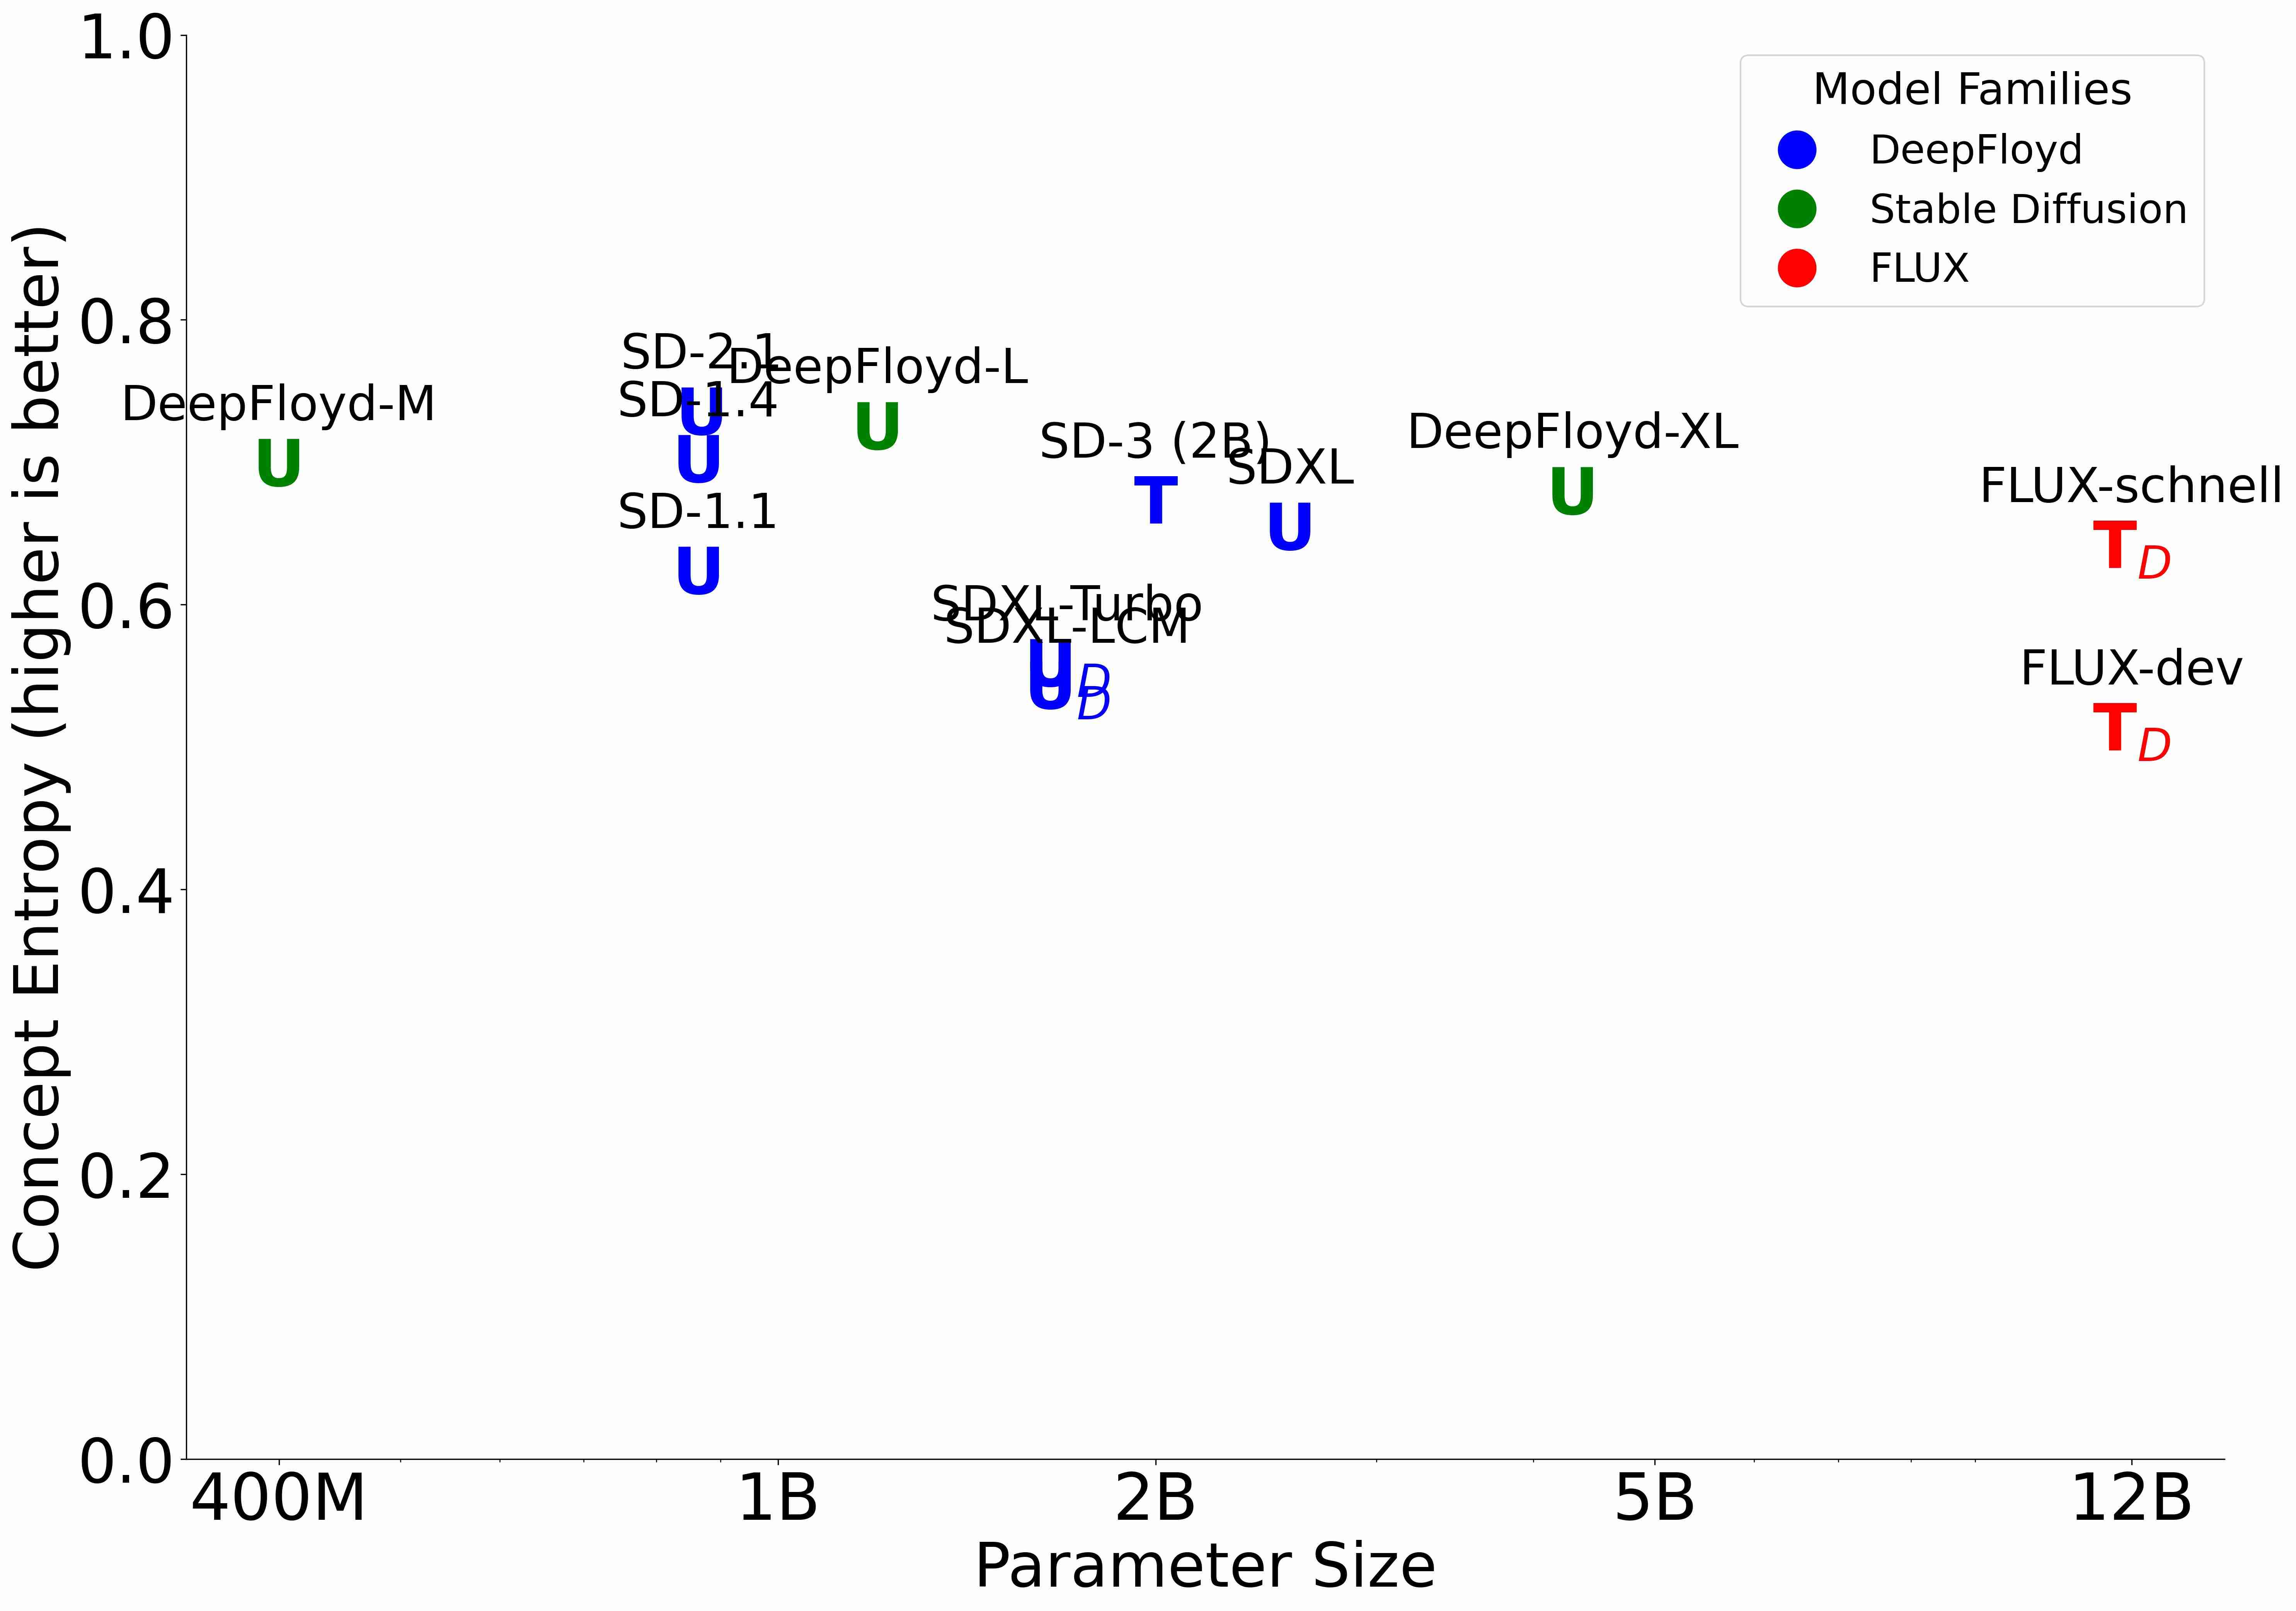 Concept Entropy (higher is better)
1.0
0.8
0.6
0.4
0.2
0.0
Model Families
DeepFloyd
Stable Diffusion
FLUX
SD-2.1
U
DeepFloyd-L
U
DeepFloyd-M
U
SD-1.4
U
SD-3 (2B)
T
SDXL
U
DeepFloyd-XL
U
FLUX-schnell
T D
SD-1.1
U
SDXL-Turbo
U D
SDXL-LCM
U D
FLUX-dev
T D
400M
1B
2B
5B
12B
Parameter Size